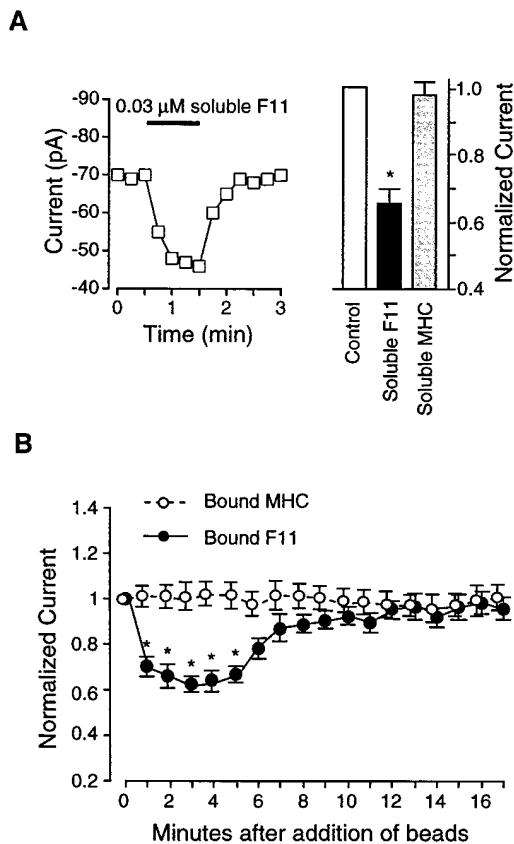 A
0.03 μM soluble F11
-90
-80
-70
-60
-50
-40
Current (pA)
0
1
2
3
Time (min)
*
1.0
0.8
0.6
0.4
Normalized Current
Control
Soluble F11
Soluble MHC
B
Bound MHC
Bound F11
1.4
1.2
1
0.8
0.6
0.4
0.2
Normalized Current
* * * * *
0 2 4 6 8 10 12 14 16
Minutes after addition of beads